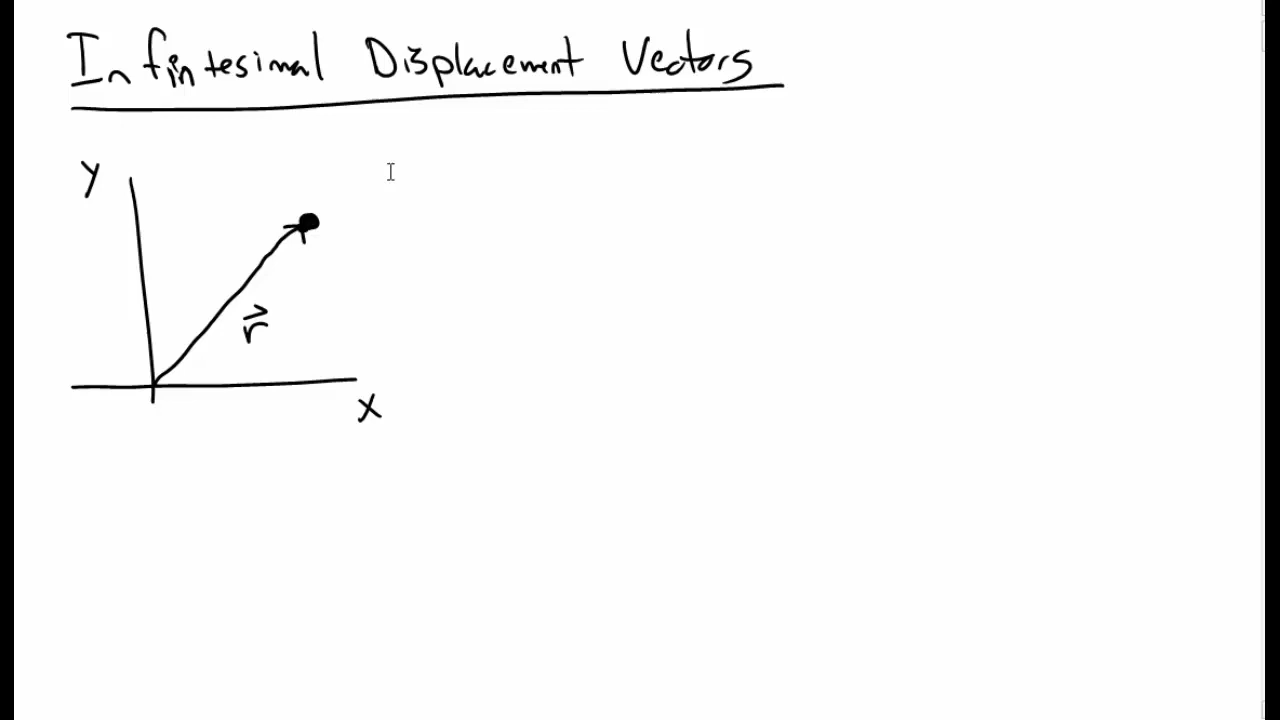 Infintesimal Displacement Vectors
y
r⃗
x